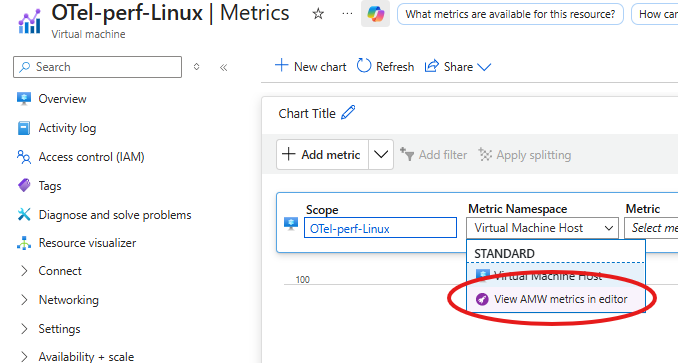 OTel-perf-Linux | Metrics
Virtual machine
What metrics are available for this resource?
How can
Search
Overview
Activity log
Access control (IAM)
Tags
Diagnose and solve problems
Resource visualizer
Connect
Networking
Settings
Availability + scale
New chart
Refresh
Share
Chart Title
Add metric
Add filter
Apply splitting
Scope
OTel-perf-Linux
Metric Namespace
Virtual Machine Host
Metric
Select me
STANDARD
Virtual Machine Host
View AMW metrics in editor
100